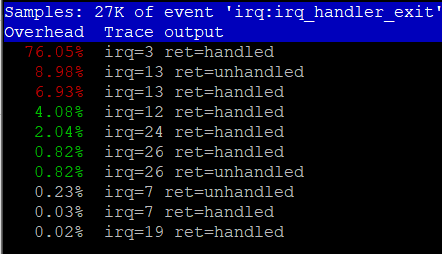 Samples: 27K of event 'irq:irq_handler_exit'
Overhead  Trace output
76.05%  irq=3 ret=handled
8.98%  irq=13 ret=unhandled
6.93%  irq=13 ret=handled
4.08%  irq=12 ret=handled
2.04%  irq=24 ret=handled
0.82%  irq=26 ret=handled
0.82%  irq=26 ret=unhandled
0.23%  irq=7 ret=unhandled
0.03%  irq=7 ret=handled
0.02%  irq=19 ret=handled